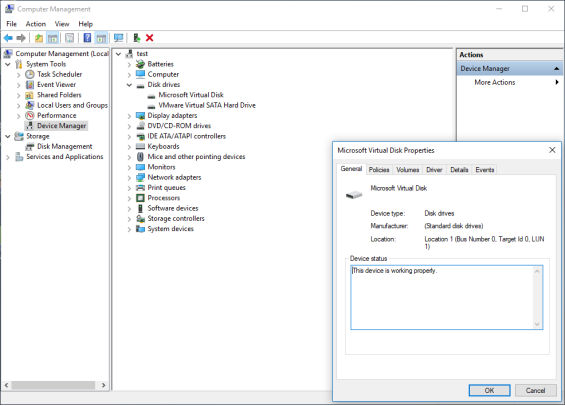 Computer Management
File Action View Help
Computer Management (Local
System Tools
Task Scheduler
Event Viewer
Shared Folders
Local Users and Groups
Performance
Device Manager
Storage
Disk Management
Services and Applications
test
Batteries
Computer
Disk drives
Microsoft Virtual Disk
VMware Virtual SATA Hard Drive
Display adapters
DVD/CD-ROM drives
IDE ATA/ATAPI controllers
Keyboards
Mice and other pointing devices
Monitors
Network adapters
Print queues
Processors
Software devices
Storage controllers
System devices
Actions
Device Manager
More Actions
Microsoft Virtual Disk Properties
General Policies Volumes Driver Details Events
Microsoft Virtual Disk
Device type: Disk drives
Manufacturer: (Standard disk drives)
Location: Location 1 (Bus Number 0, Target Id 0, LUN
1)
Device status
This device is working properly.
OK Cancel